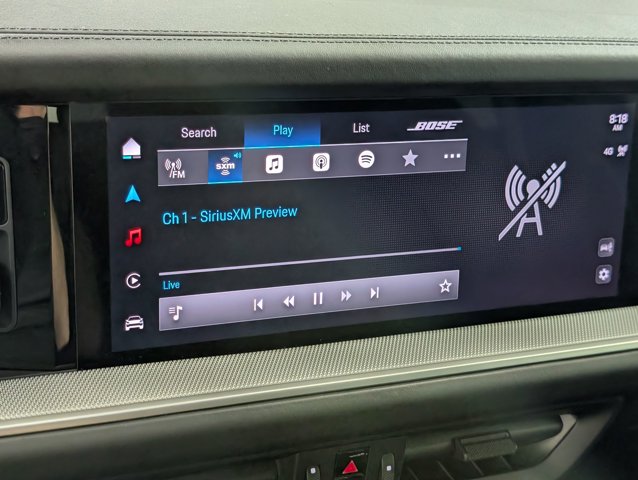 Search Play List BOSE 8:18
AM
FM sxm 4G
Ch 1 - SiriusXM Preview
Live